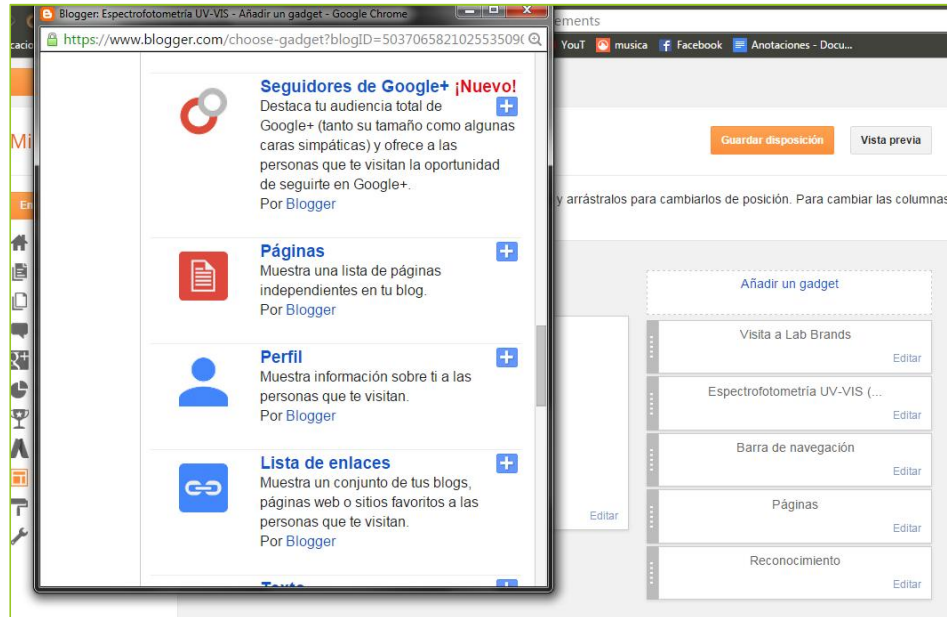 Blogger: Espectrofotometría UV-VIS - Añadir un gadget - Google Chrome
https://www.blogger.com/choose-gadget?blogID=503706582102553509
Seguidores de Google+ ¡Nuevo!
Destaca tu audiencia total de
Google+ (tanto su tamaño como algunas
caras simpáticas) y ofrece a las
personas que te visitan la oportunidad
de seguirte en Google+.
Por Blogger
Páginas
Muestra una lista de páginas
independientes en tu blog.
Por Blogger
Perfil
Muestra información sobre ti a las
personas que te visitan.
Por Blogger
Lista de enlaces
Muestra un conjunto de tus blogs,
páginas web o sitios favoritos a las
personas que te visitan.
Por Blogger
Texto
ements
YouT musica Facebook Anotaciones - Docu...
cacio
Mi
Guardar disposición Vista previa
En
y arrástralos para cambiarlos de posición. Para cambiar las columnas
Añadir un gadget
Visita a Lab Brands
Editar
Espectrofotometría UV-VIS (...
Editar
Barra de navegación
Editar
Páginas
Editar
Editar
Reconocimiento
Editar